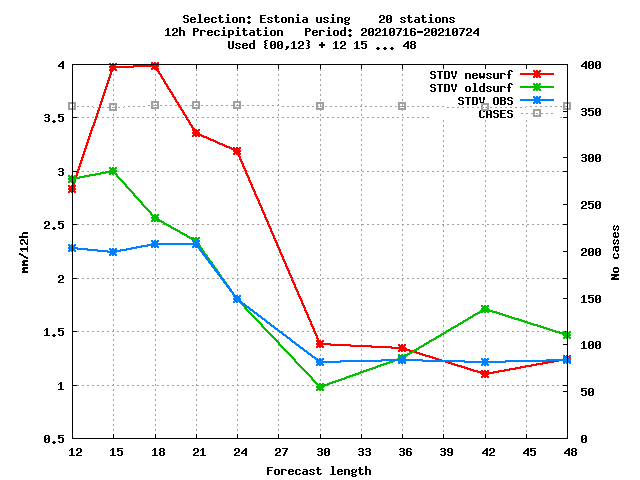 Selection: Estonia using    20 stations
12h Precipitation   Period: 20210716-20210724
Used {00,12} + 12 15 ... 48
STDV newsurf
STDV oldsurf
STDV OBS
CASES
4
3.5
3
2.5
2
1.5
1
0.5
mm/12h
400
350
300
250
200
150
100
50
0
No cases
12 15 18 21 24 27 30 33 36 39 42 45 48
Forecast length